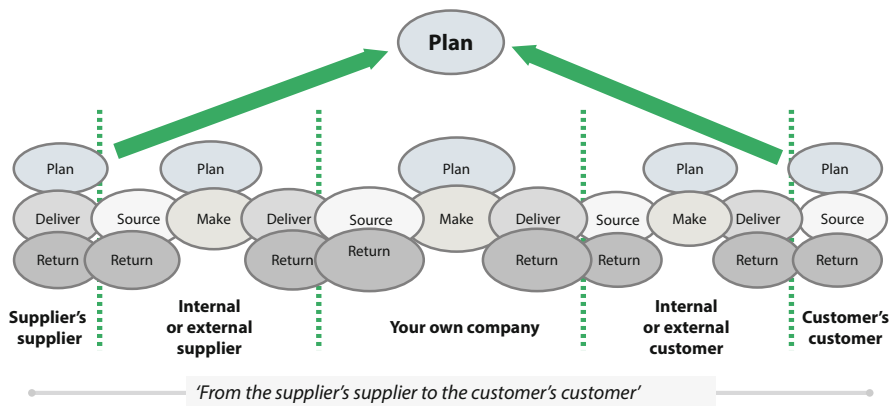 Plan
Plan
Plan
Plan
Plan
Plan
Deliver
Source
Make
Deliver
Source
Make
Deliver
Source
Make
Deliver
Source
Return
Return
Return
Return
Return
Return
Return
Return
Supplier's
supplier
Internal
or external
supplier
Your own company
Internal
or external
customer
Customer's
customer
‘From the supplier’s supplier to the customer’s customer’